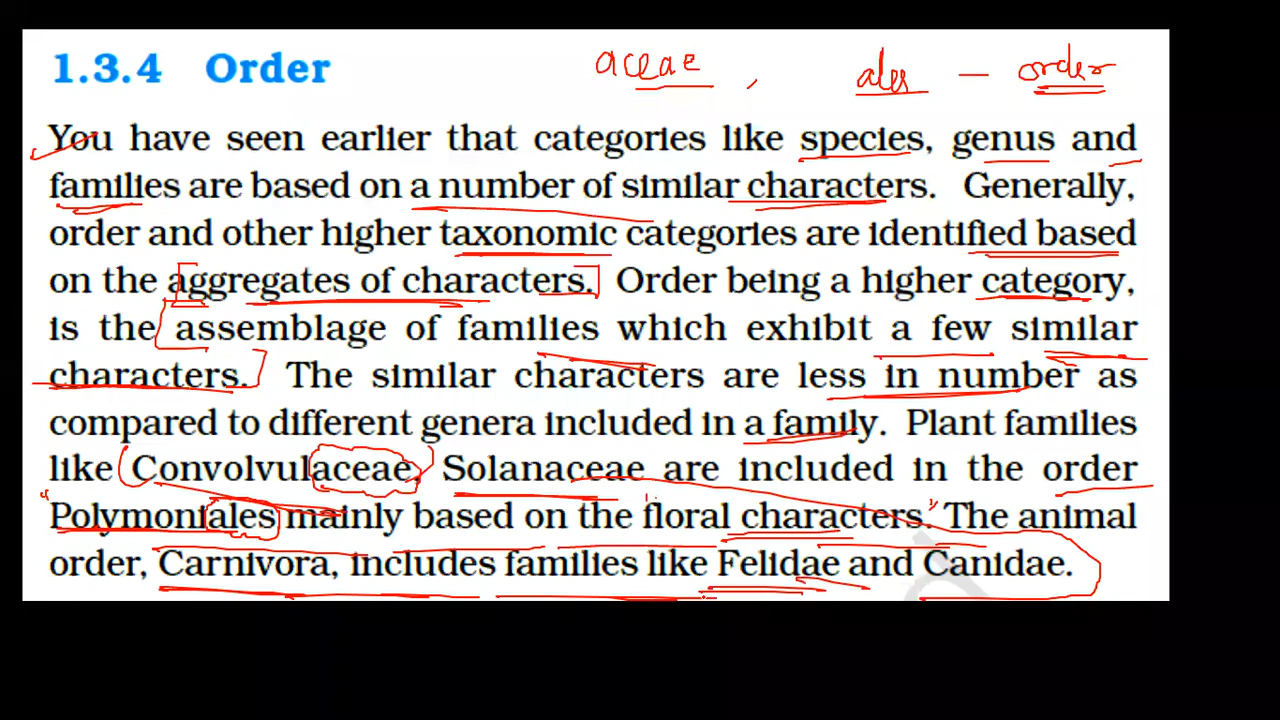 1.3.4 Order aceae, ales — order
You have seen earlier that categories like species, genus and
families are based on a number of similar characters. Generally,
order and other higher taxonomic categories are identified based
on the aggregates of characters. Order being a higher category,
is the assemblage of families which exhibit a few similar
characters. The similar characters are less in number as
compared to different genera included in a family. Plant families
like Convolvulaceae, Solanaceae are included in the order
Polymoniales mainly based on the floral characters. The animal
order, Carnivora, includes families like Felidae and Canidae.